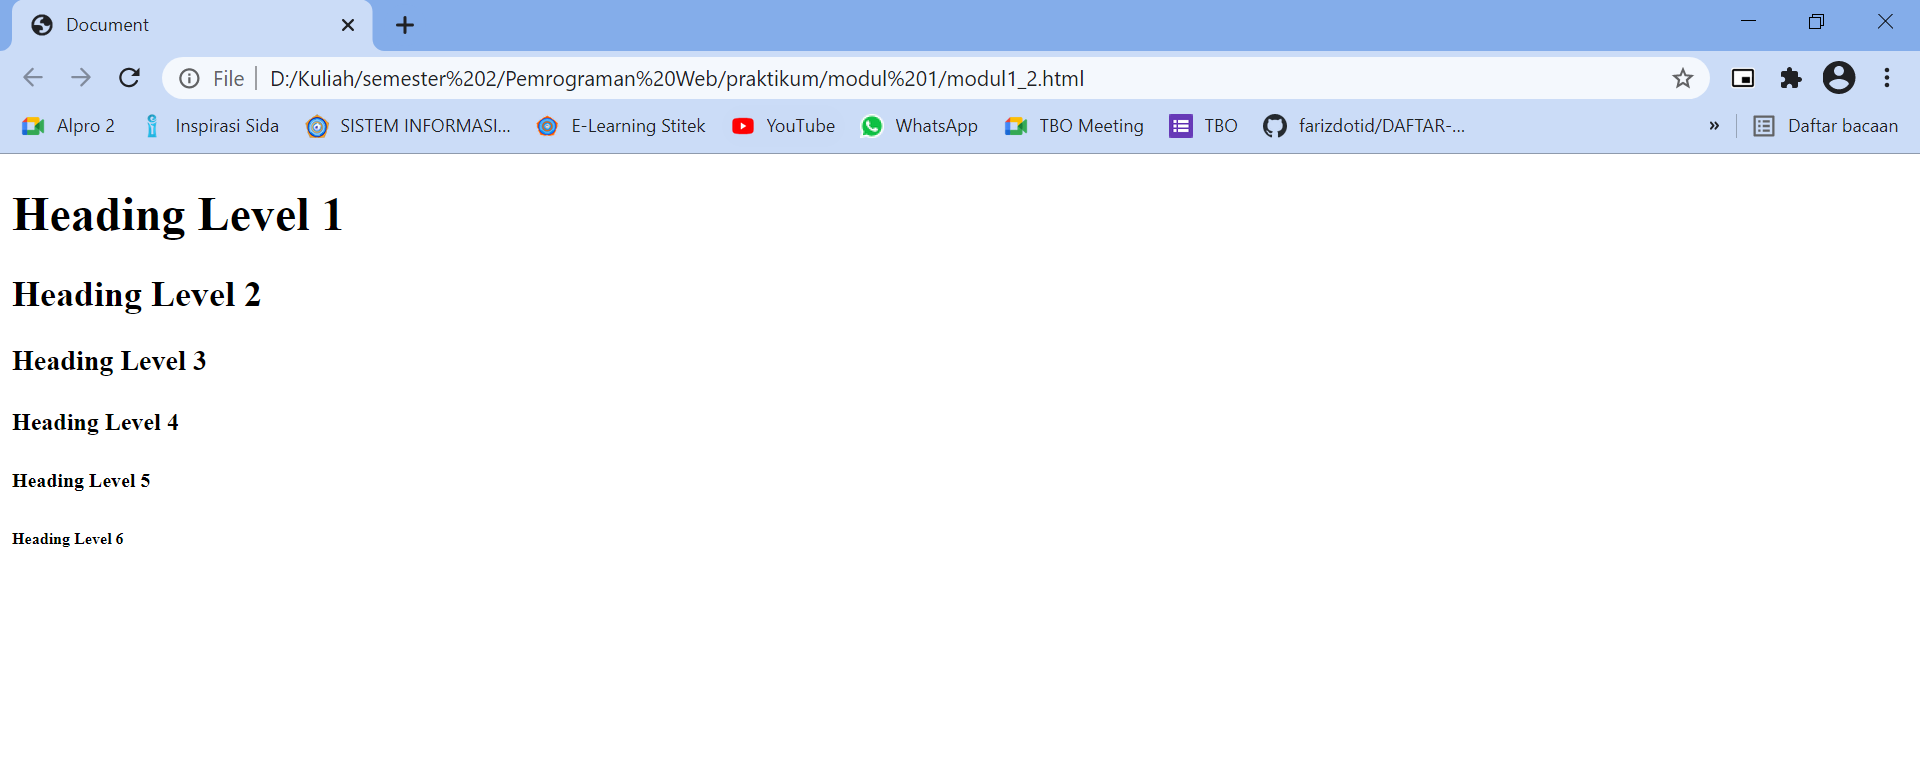 Document
File D:/Kuliah/semester%202/Pemrograman%20Web/praktikum/modul%201/modul1_2.html
Alpro 2 Inspirasi Sida SISTEM INFORMASI... E-Learning Stitek YouTube WhatsApp TBO Meeting TBO farizdotid/DAFTAR-... » Daftar bacaan
Heading Level 1
Heading Level 2
Heading Level 3
Heading Level 4
Heading Level 5
Heading Level 6